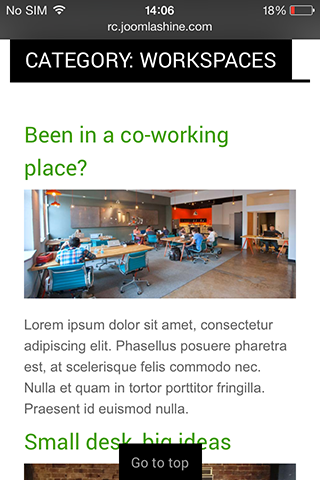 No SIM 14:06 18%
rc.joomlashine.com
CATEGORY: WORKSPACES
Been in a co-working
place?
Lorem ipsum dolor sit amet, consectetur
adipiscing elit. Phasellus posuere pharetra
est, at scelerisque felis commodo nec.
Nulla et quam in tortor porttitor fringilla.
Praesent id euismod nulla.
Small desk, big ideas
Go to top